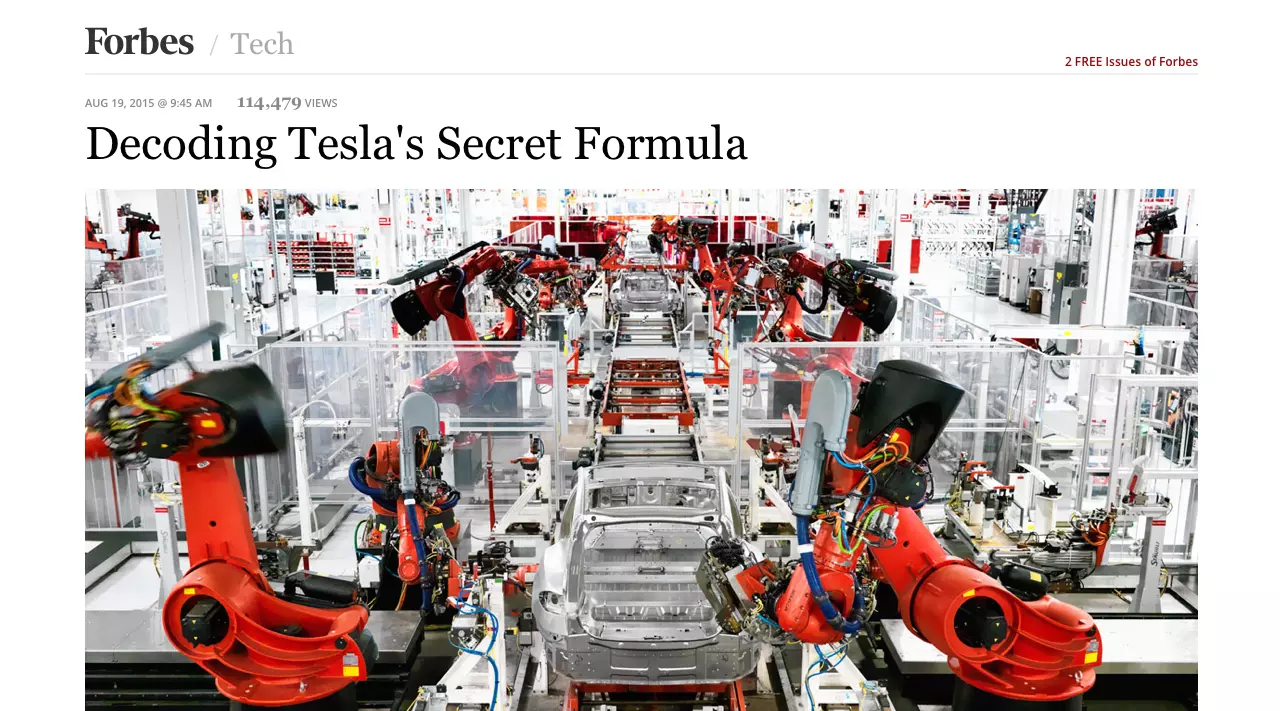 Forbes / Tech
2 FREE Issues of Forbes
AUG 19, 2015 @ 9:45 AM 114,479 VIEWS
Decoding Tesla's Secret Formula